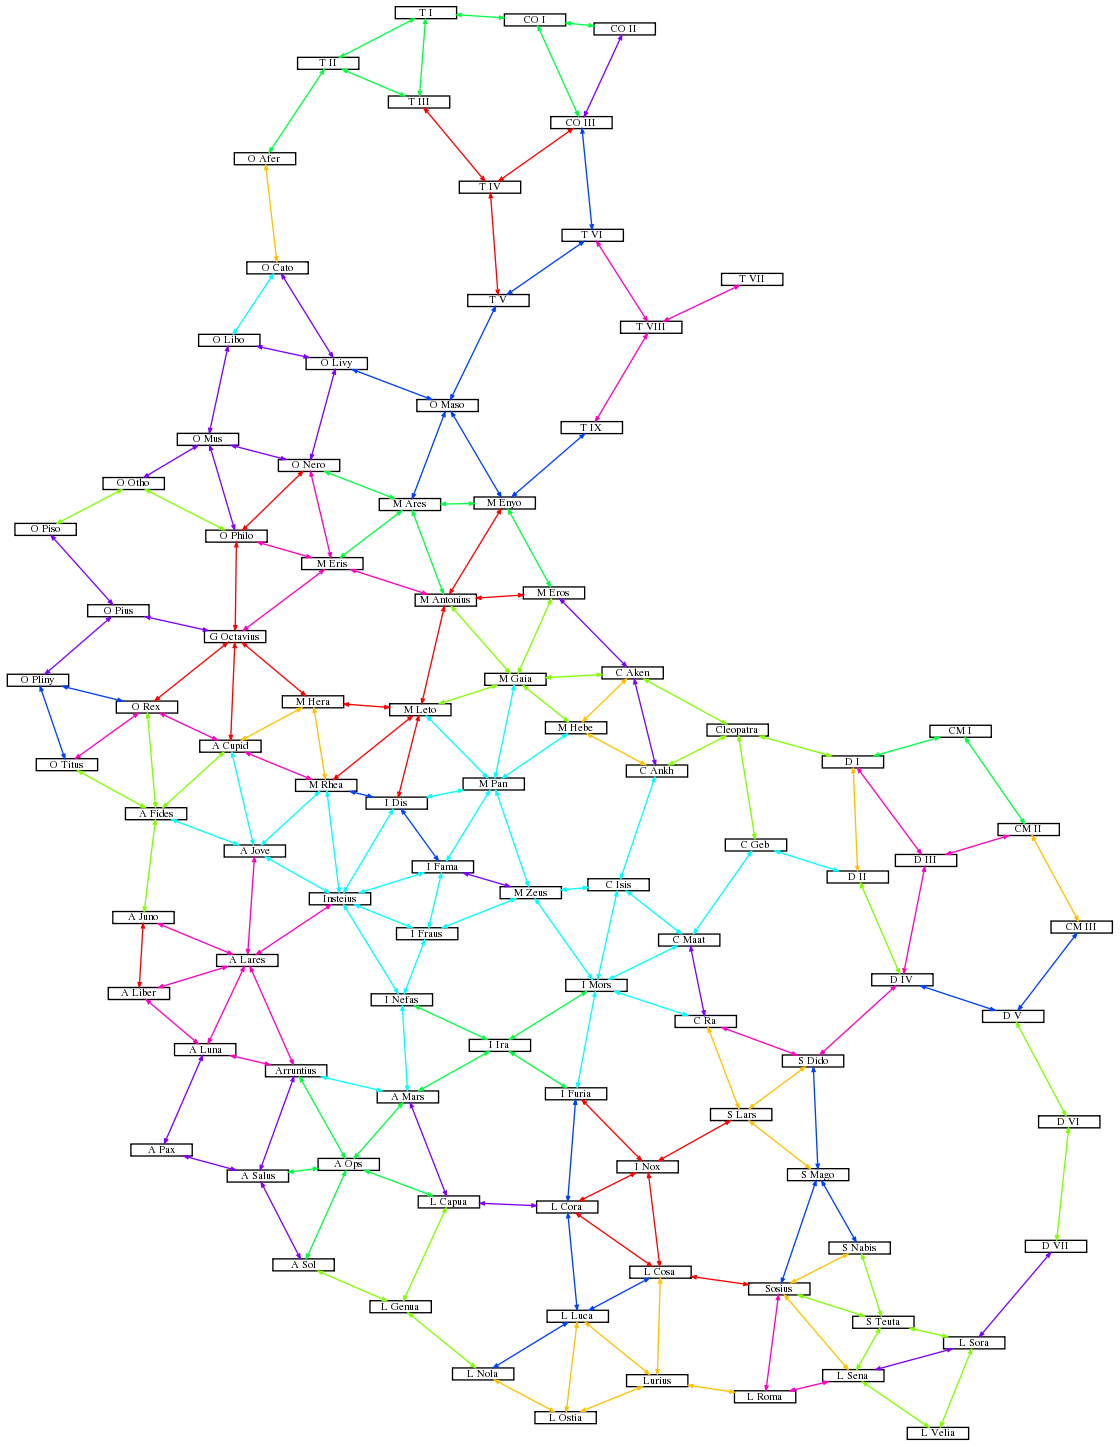 T I
CO I
CO II
T II
T III
CO III
O Afer
T IV
T VI
O Cato
T VII
T V
T VIII
O Libo
O Livy
O Maso
T IX
O Mus
O Nero
O Otho
M Ares
M Enyo
O Piso
O Philo
M Eris
M Antonius
M Eros
O Pius
G Octavius
O Pliny
M Gaia
C Aken
O Rex
M Hera
M Leto
M Hebe
Cleopatra
CM I
A Cupid
O Titus
M Rhea
M Pan
C Ankh
D I
I Dis
A Fides
CM II
A Jove
C Geb
D III
I Fama
D II
Insteius
M Zeus
C Isis
A Juno
CM III
I Fraus
C Maat
A Lares
D IV
A Liber
I Nefas
I Mors
D V
C Ra
A Luna
I Ira
S Dido
Arruntius
A Mars
I Furia
S Lars
D VI
A Pax
A Ops
I Nox
A Salus
S Mago
L Capua
L Cora
S Nabis
D VII
A Sol
L Cosa
Sosius
L Genua
L Luca
S Teuta
L Sora
L Nola
Lurius
L Sena
L Roma
L Ostia
L Velia